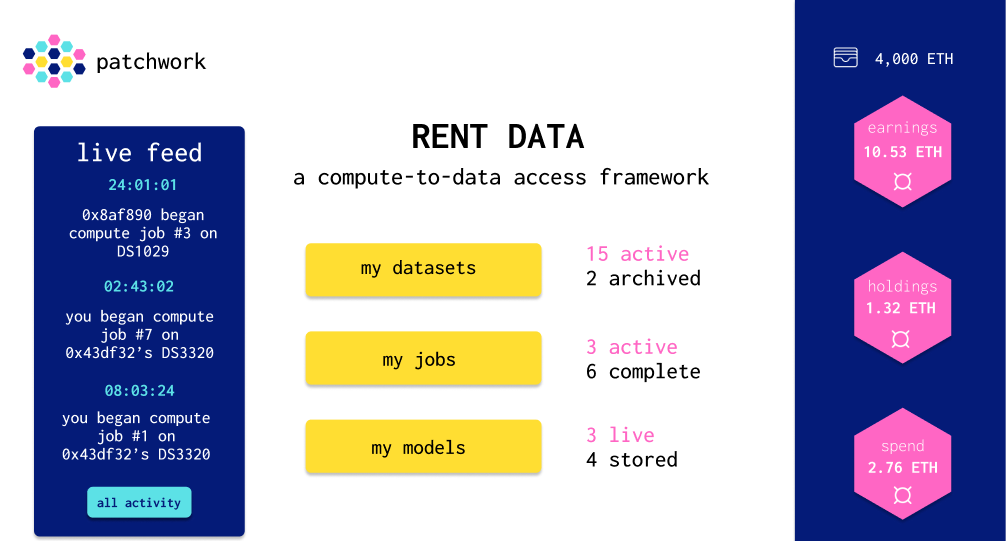 patchwork
live feed
24:01:01
0x8af890 began
compute job #3 on
DS1029
02:43:02
you began compute
job #7 on
0x43df32's DS3320
08:03:24
you began compute
job #1 on
0x43df32's DS3320
all activity
RENT DATA
a compute-to-data access framework
my datasets
15 active
2 archived
my jobs
3 active
6 complete
my models
3 live
4 stored
4,000 ETH
earnings
10.53 ETH
holdings
1.32 ETH
spend
2.76 ETH